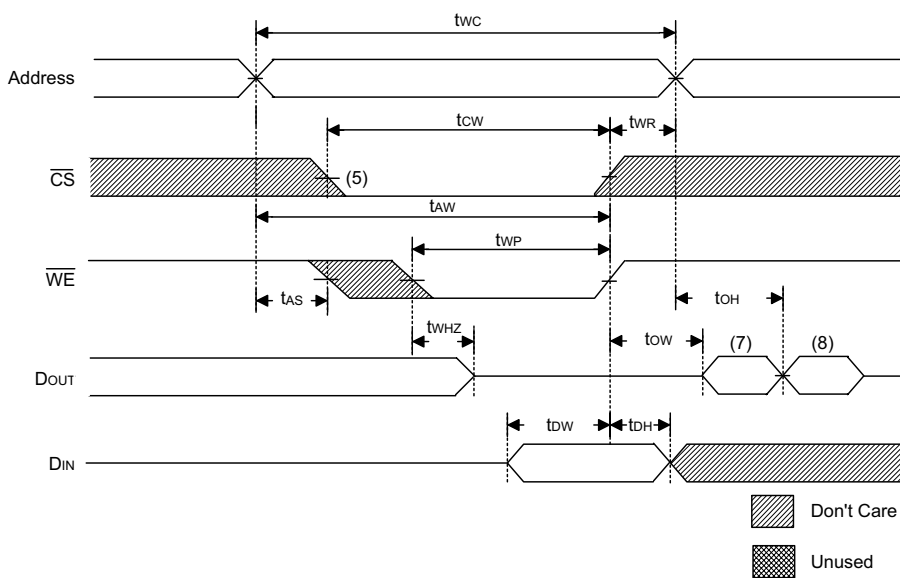 tWC
Address
tCW
tWR
CS
(5)
tAW
tWP
WE
tAS
tOH
tWHZ
tOW
(7)
(8)
DOUT
tDW
tDH
DIN
Don't Care
Unused